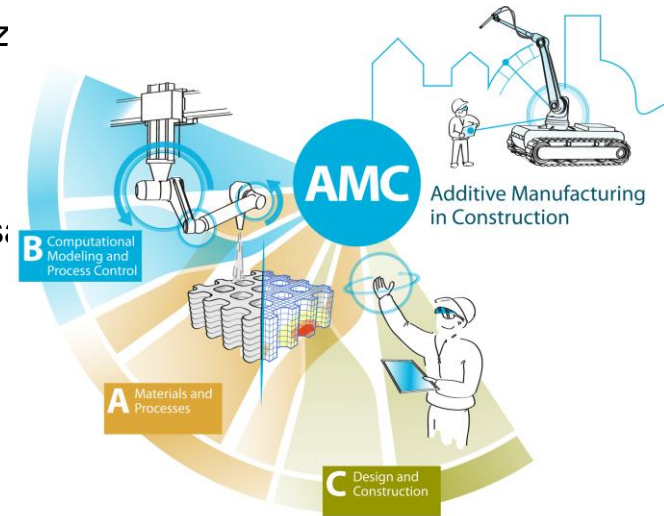 z
AMC
Additive Manufacturing
in Construction
B Computational
Modeling and
Process Control
A Materials and
Processes
C Design and
Construction